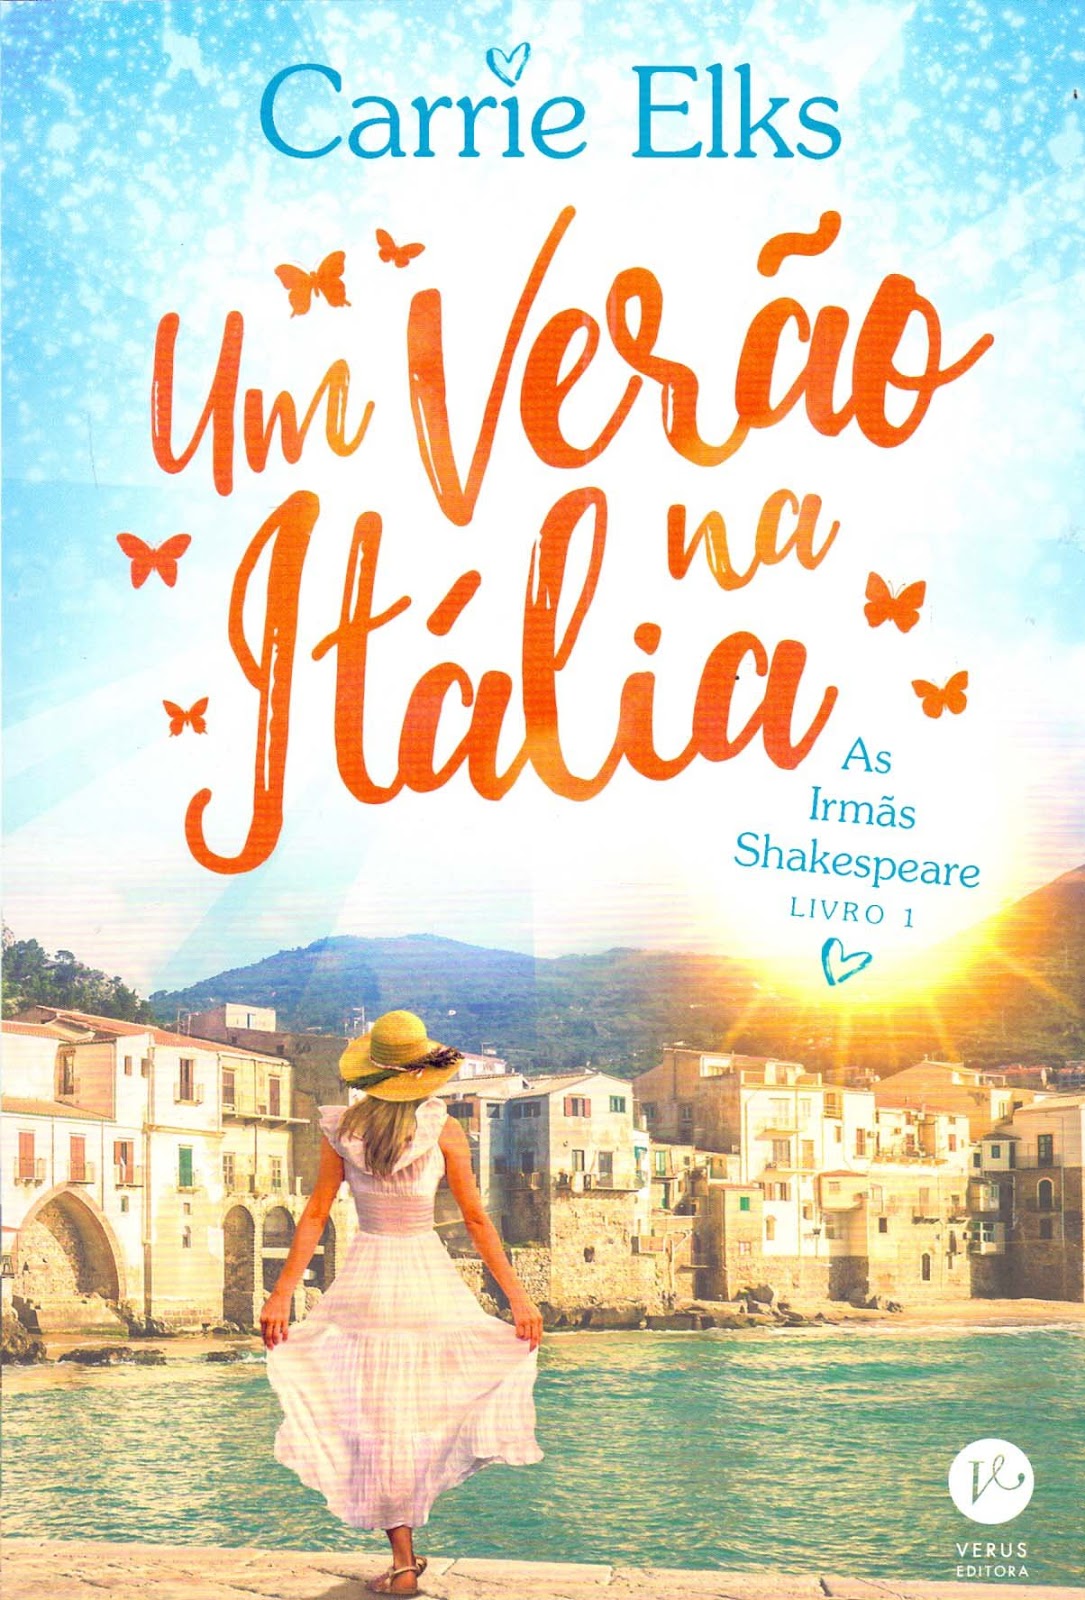 Carrie Elks
Um Verão
na
Itália
As
Irmãs
Shakespeare
LIVRO 1
VERUS
EDITORA